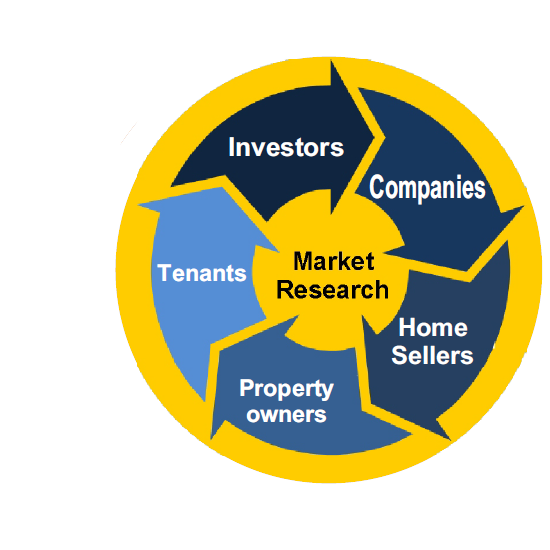 Investors
Companies
Tenants
Market
Research
Home
Sellers
Property
owners